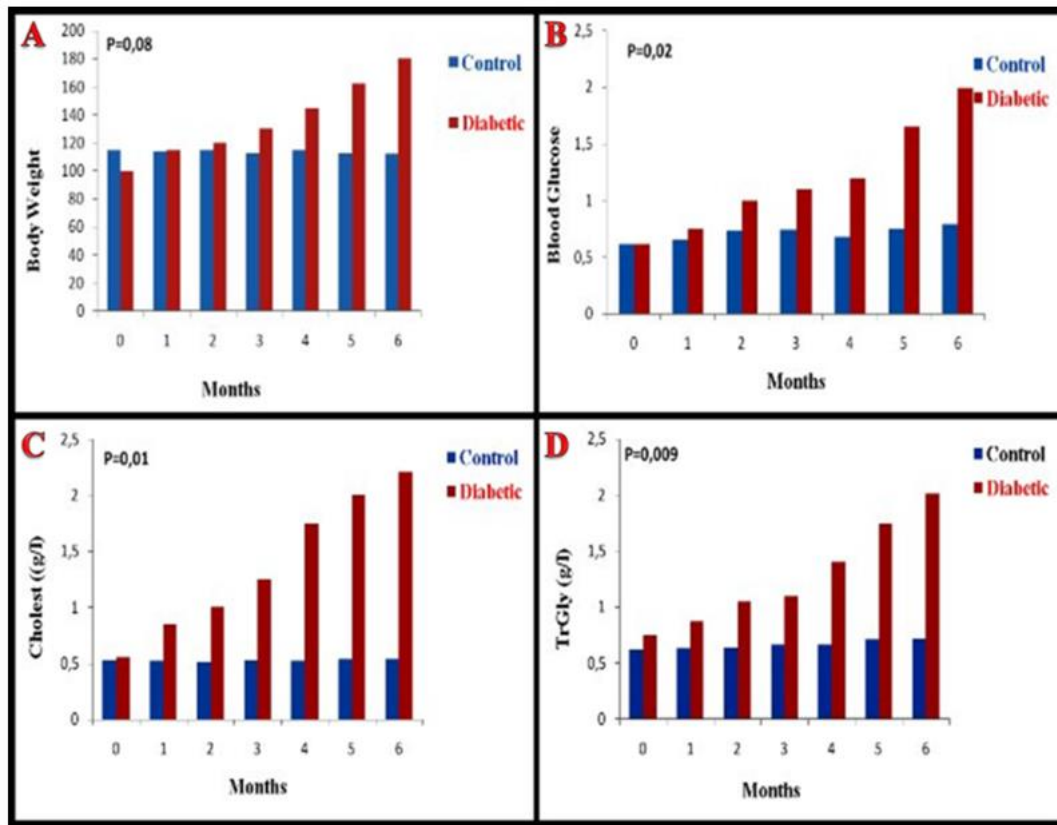 A
P=0,08
Control
Diabetic
200
180
160
140
120
100
80
60
40
20
0
Body Weight
0 1 2 3 4 5 6
Months
B
P=0,02
Control
Diabetic
2,5
2
1,5
1
0,5
0
Blood Glucose
0 1 2 3 4 5 6
Months
C
P=0,01
Control
Diabetic
2,5
2
1,5
1
0,5
0
Cholest ((g/l)
0 1 2 3 4 5 6
Months
D
P=0,009
Control
Diabetic
2,5
2
1,5
1
0,5
0
TrGly (g/l)
0 1 2 3 4 5 6
Months